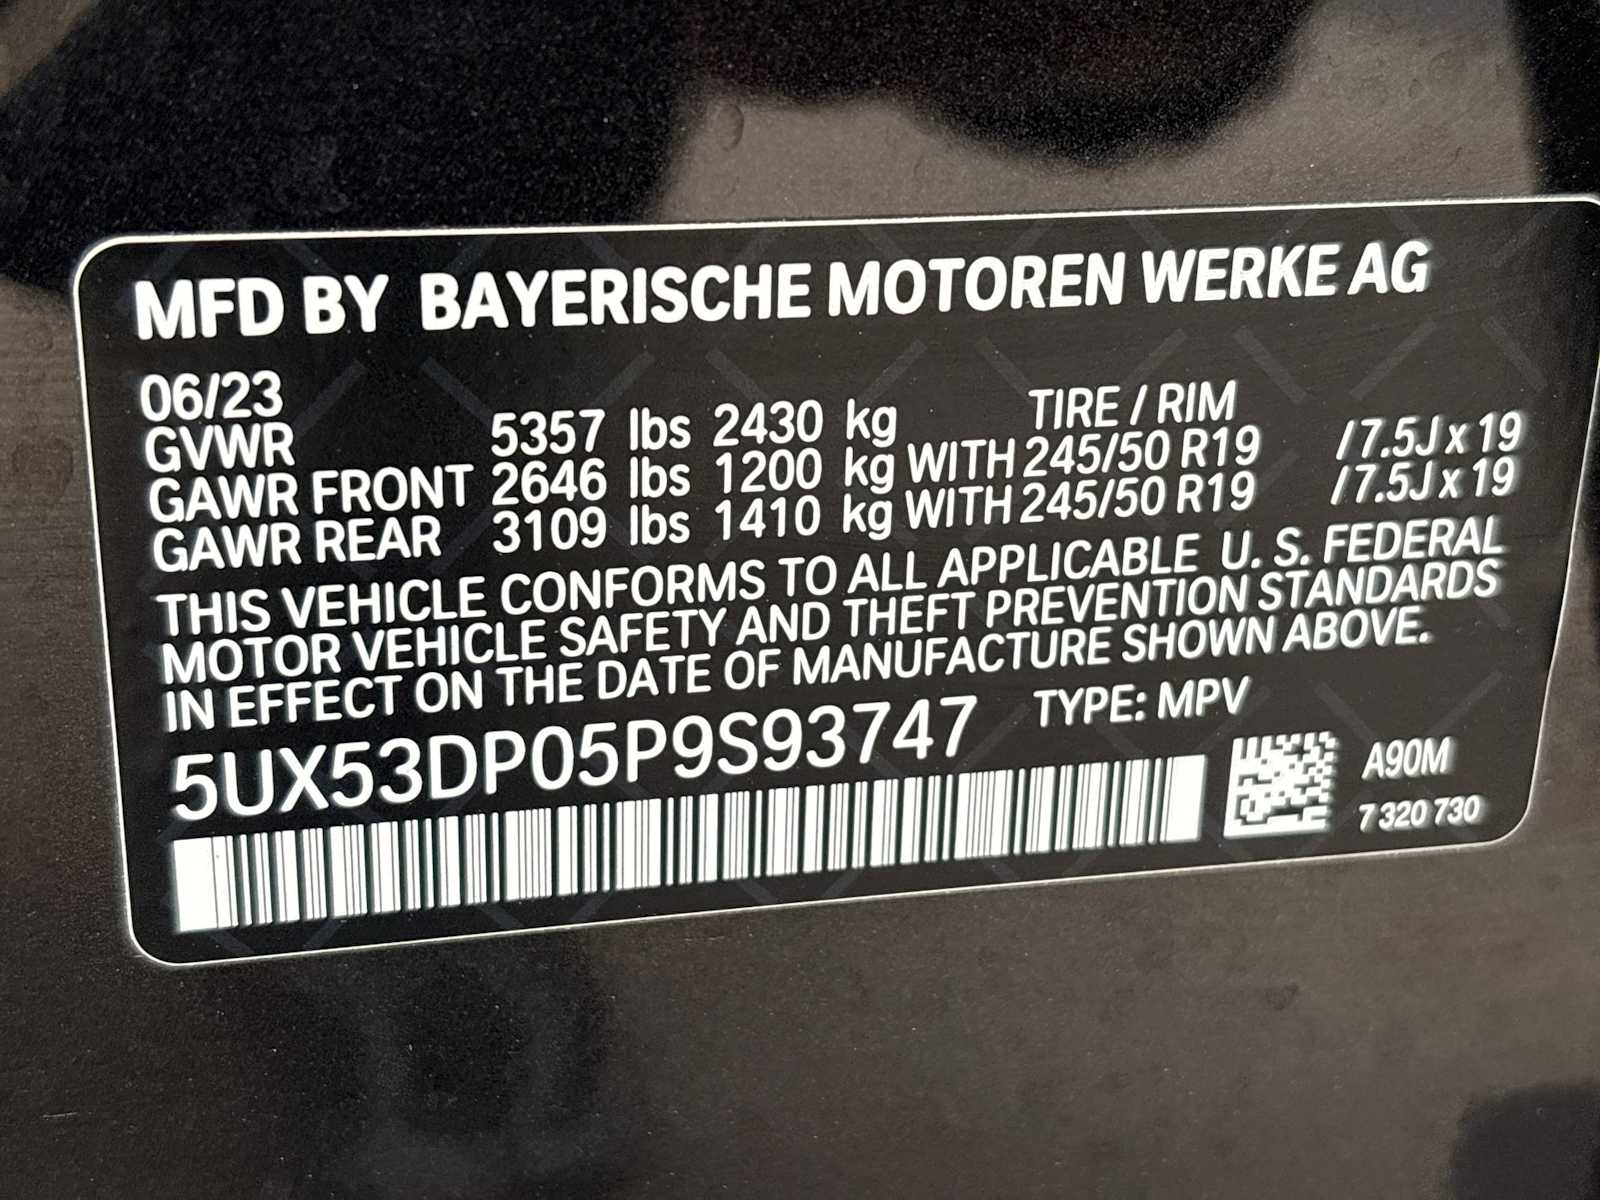 MFD BY BAYERISCHE MOTOREN WERKE AG
06/23 TIRE / RIM
GVWR 5357 lbs 2430 kg
GAWR FRONT 2646 lbs 1200 kg WITH 245/50 R19 /7.5J x 19
GAWR REAR 3109 lbs 1410 kg WITH 245/50 R19 /7.5J x 19
THIS VEHICLE CONFORMS TO ALL APPLICABLE U. S. FEDERAL
MOTOR VEHICLE SAFETY AND THEFT PREVENTION STANDARDS
IN EFFECT ON THE DATE OF MANUFACTURE SHOWN ABOVE.
5UX53DP05P9S93747 TYPE: MPV
A90M
7 320 730